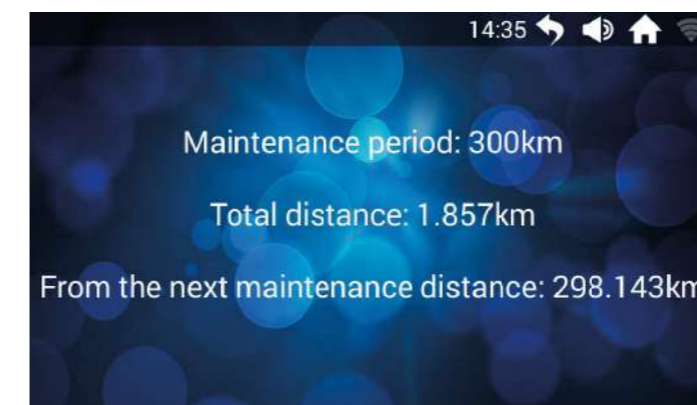 14:35
Maintenance period: 300km
Total distance: 1.857km
From the next maintenance distance: 298.143km